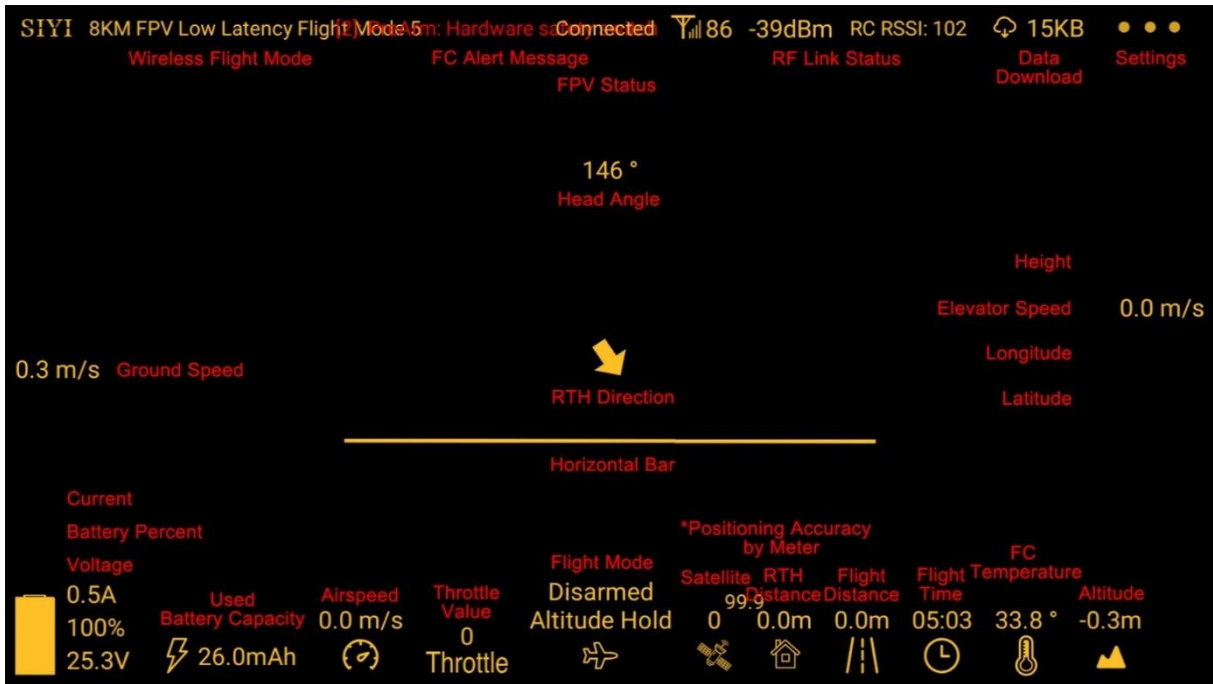 SIYI 8KM FPV Low Latency Flight Mode 5 [2] PreArm: Hardware safety switch Connected 86 -39dBm RC RSSI: 102 15KB
Wireless Flight Mode FC Alert Message RF Link Status Data Download Settings
FPV Status
146 °
Head Angle
Height
Elevator Speed 0.0 m/s
0.3 m/s Ground Speed
Longitude
RTH Direction
Latitude
Horizontal Bar
Current
Battery Percent
Voltage
*Positioning Accuracy
by Meter
0.5A
100%
25.3V
Used
Battery Capacity
26.0mAh
Airspeed
0.0 m/s
Throttle
Value
0
Throttle
Flight Mode
Disarmed
Altitude Hold
Satellite
99.9
0
RTH
Distance
0.0m
Flight
Distance
0.0m
Flight
Time
05:03
FC
Temperature
33.8 °
Altitude
-0.3m